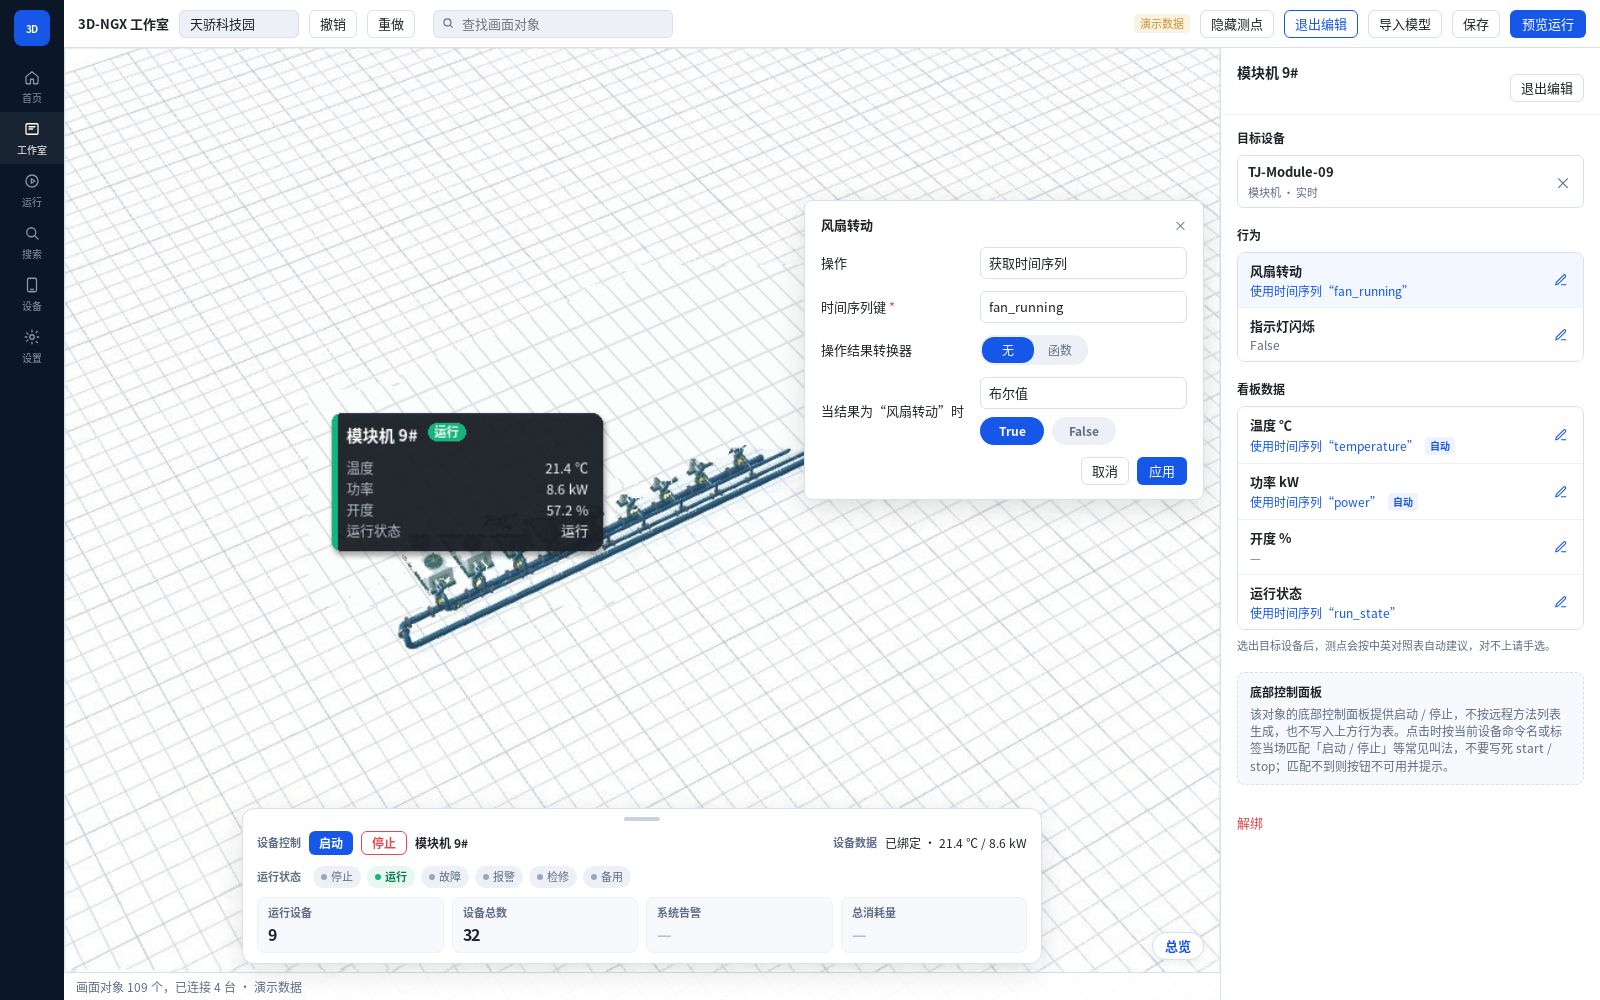 3D
3D-NGX 工作室
天骄科技园
撤销
重做
查找画面对象
演示数据
隐藏测点
退出编辑
导入模型
保存
预览运行
首页
工作室
运行
搜索
设备
设置
模块机 9#
运行
温度 21.4 °C
功率 8.6 kW
开度 57.2 %
运行状态 运行
风扇转动
操作 获取时间序列
时间序列键 * fan_running
操作结果转换器 无 函数
当结果为“风扇转动”时 布尔值
True False
取消 应用
设备控制 启动 停止 模块机 9# 设备数据 已绑定 · 21.4 °C / 8.6 kW
运行状态 停止 运行 故障 报警 检修 备用
运行设备 设备总数 系统告警 总消耗量
9 32 — —
总览
画面对象 109 个，已连接 4 台 · 演示数据
模块机 9#
退出编辑
目标设备
TJ-Module-09
模块机 · 实时
行为
风扇转动
使用时间序列“fan_running”
指示灯闪烁
False
看板数据
温度 °C
使用时间序列“temperature” 自动
功率 kW
使用时间序列“power” 自动
开度 %
—
运行状态
使用时间序列“run_state”
选出目标设备后，测点会按中英对照表自动建议，对不上请手选。
底部控制面板
该对象的底部控制面板提供启动 / 停止，不按远程方法列表
生成，也不写入上方行为表。点击时按当前设备命令名或标
签当场匹配「启动 / 停止」等常见叫法，不要写死 start /
stop；匹配不到则按钮不可用并提示。
解绑